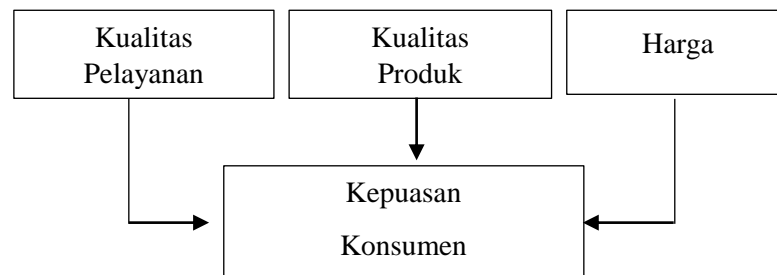 Kualitas
Pelayanan
Kualitas
Produk
Harga
Kepuasan
Konsumen